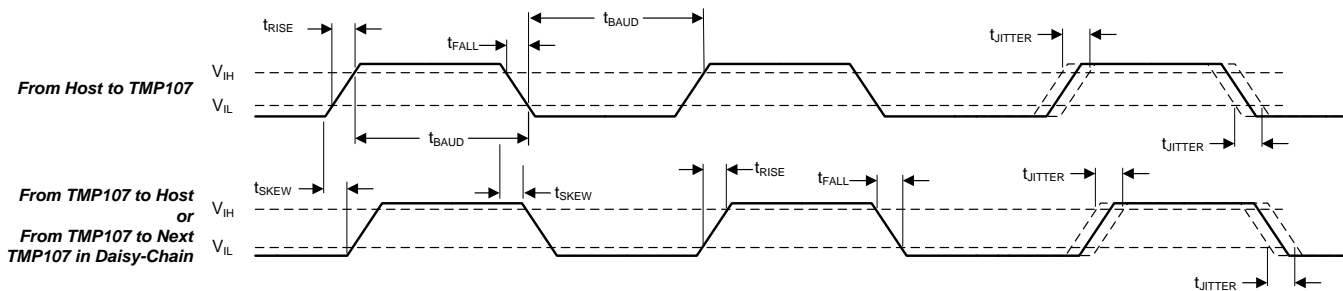 tRISE
tFALL
tBAUD
tJITTER
From Host to TMP107
VIH
VIL
tBAUD
tJITTER
tSKEW
tSKEW
tRISE
tFALL
tJITTER
From TMP107 to Host
or
From TMP107 to Next
TMP107 in Daisy-Chain
VIH
VIL
tJITTER